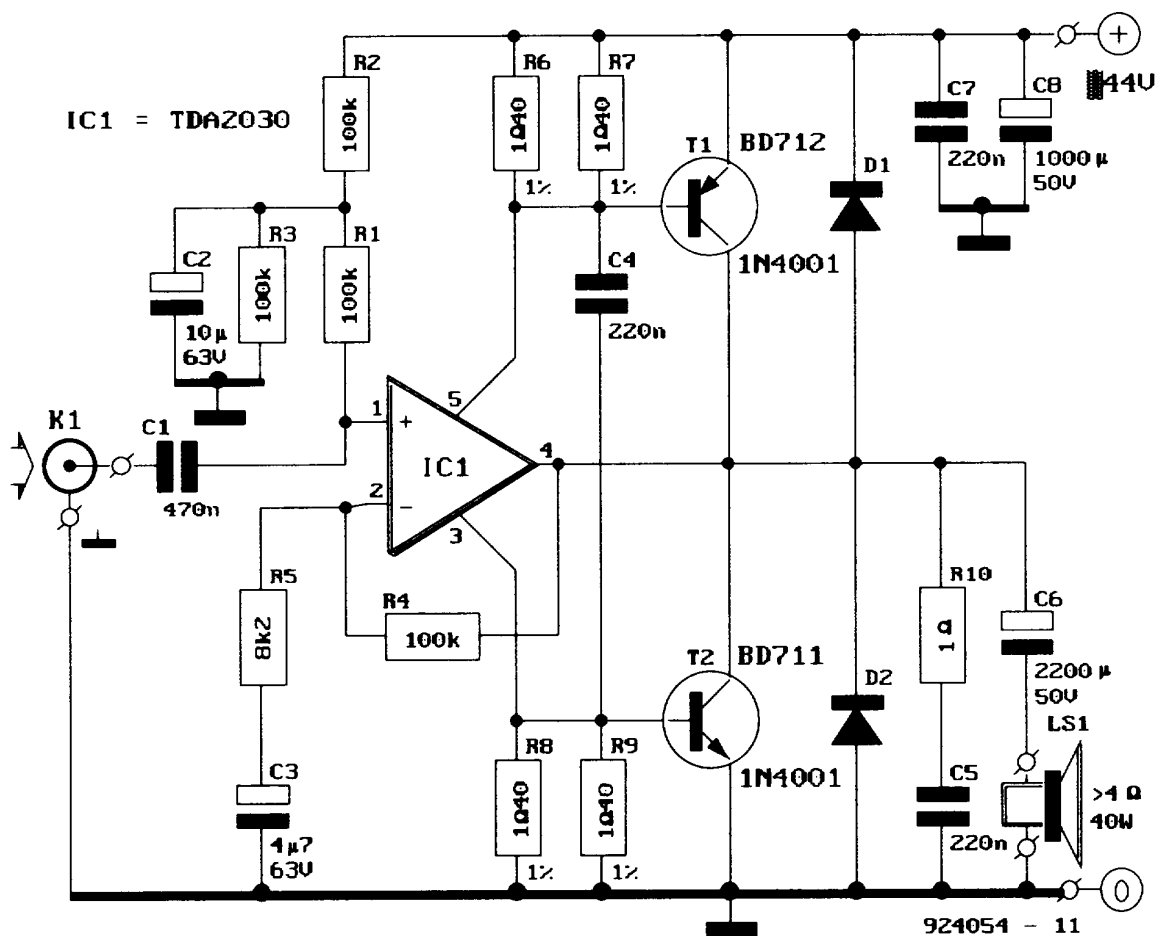 IC1 = TDA2030
R2
100k
R3
100k
R1
100k
C2
10µ
63V
R6
1Ω40
1%
R7
1Ω40
1%
C4
220n
T1
BD712
1N4001
D1
C7
220n
C8
1000µ
50V
+
44V
K1
C1
470n
1
+
2
−
IC1
5
4
3
R5
8k2
R4
100k
C3
4µ7
63V
R8
1Ω40
1%
R9
1Ω40
1%
T2
BD711
1N4001
D2
R10
1Ω
C5
220n
C6
2200µ
50V
LS1
>4Ω
40W
0
924054 - 11